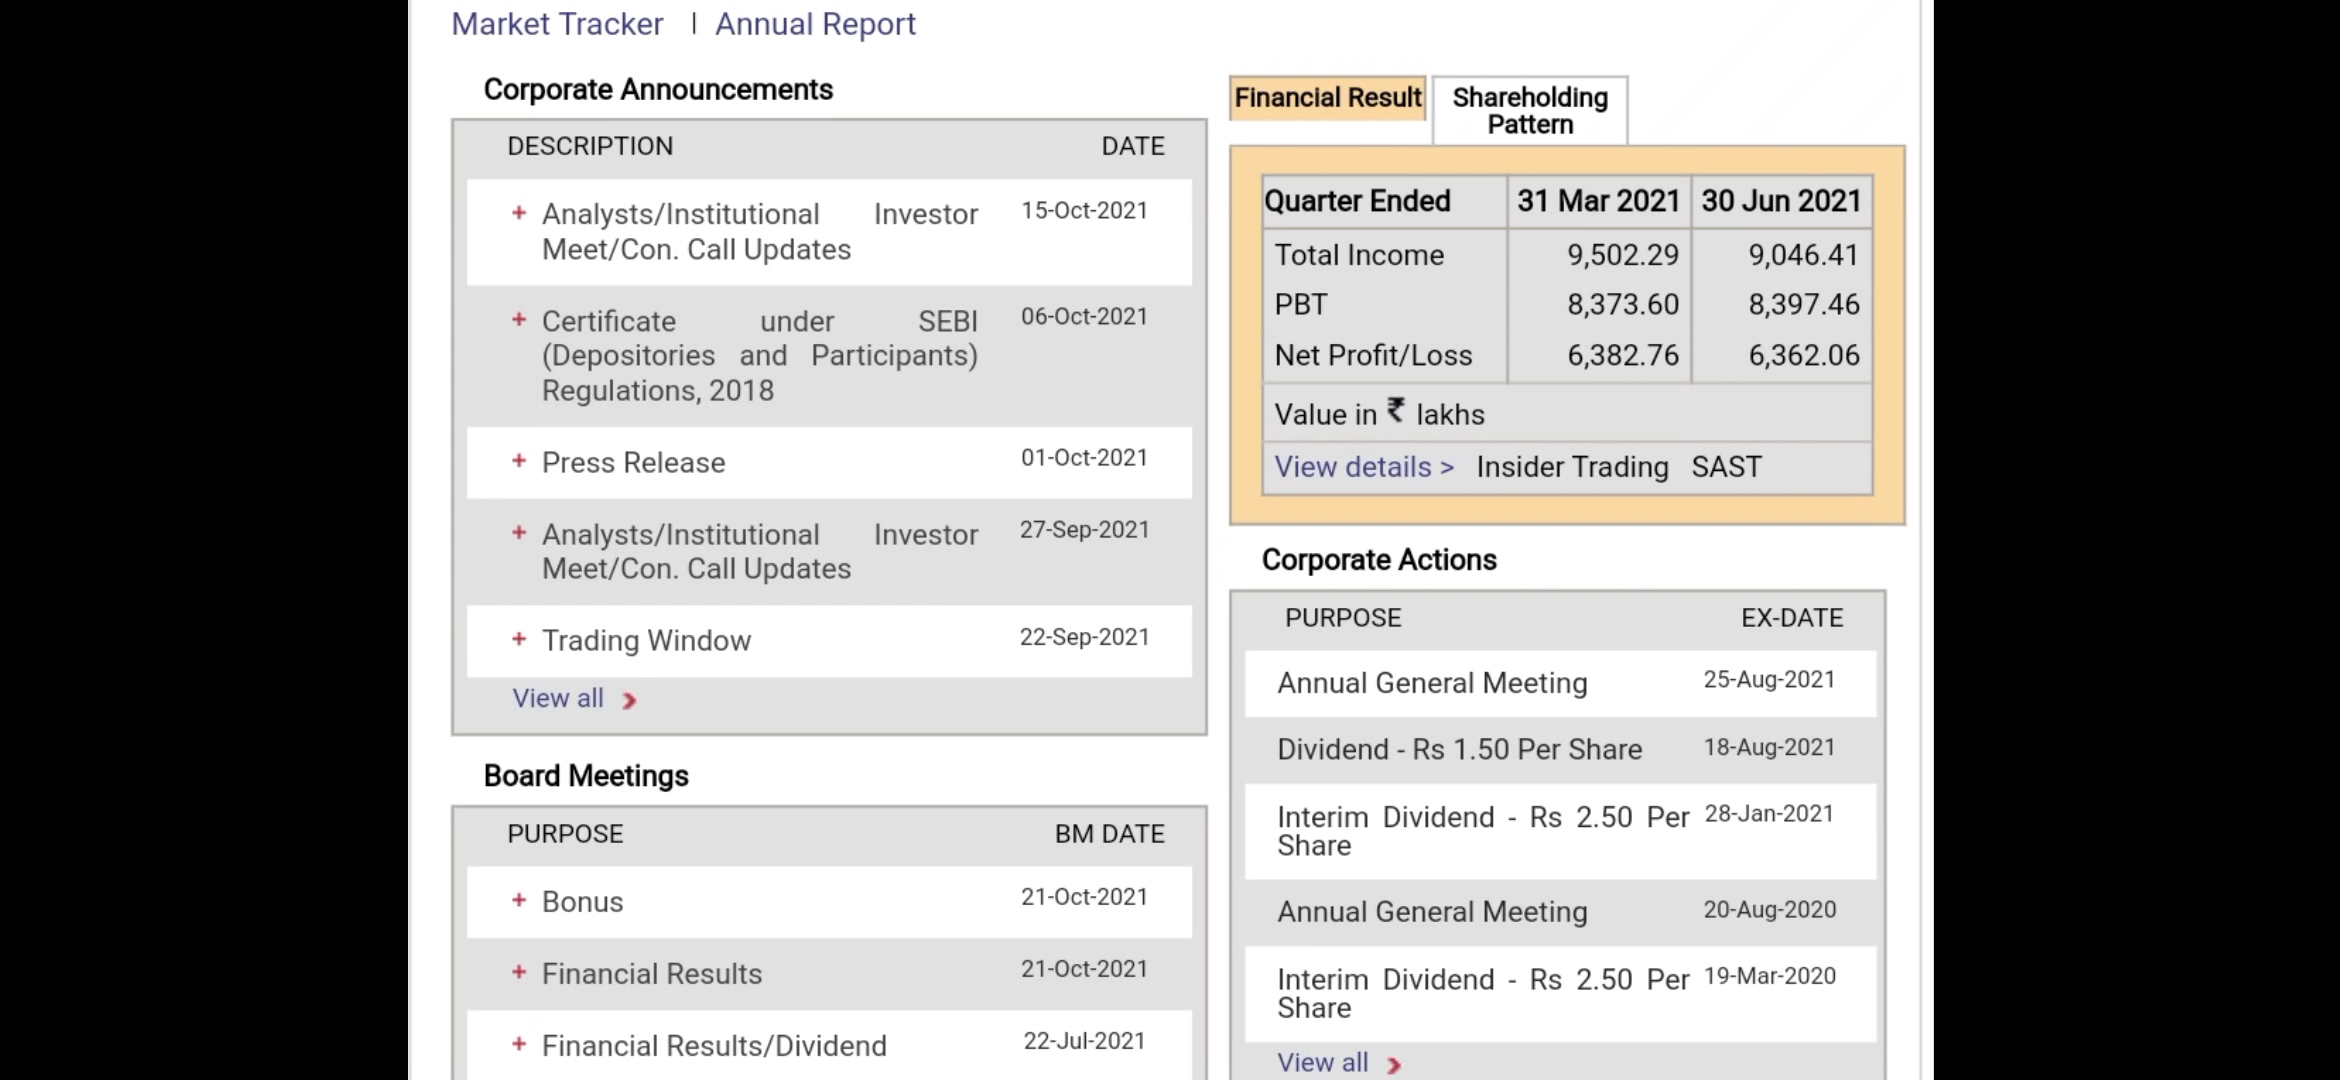 Market Tracker | Annual Report
Corporate Announcements
DESCRIPTION DATE
+ Analysts/Institutional Investor 15-Oct-2021
Meet/Con. Call Updates
+ Certificate under SEBI 06-Oct-2021
(Depositories and Participants)
Regulations, 2018
+ Press Release 01-Oct-2021
+ Analysts/Institutional Investor 27-Sep-2021
Meet/Con. Call Updates
+ Trading Window 22-Sep-2021
View all >
Board Meetings
PURPOSE BM DATE
+ Bonus 21-Oct-2021
+ Financial Results 21-Oct-2021
+ Financial Results/Dividend 22-Jul-2021
Financial Result
Shareholding
Pattern
Quarter Ended 31 Mar 2021 30 Jun 2021
Total Income 9,502.29 9,046.41
PBT 8,373.60 8,397.46
Net Profit/Loss 6,382.76 6,362.06
Value in ₹ lakhs
View details > Insider Trading SAST
Corporate Actions
PURPOSE EX-DATE
Annual General Meeting 25-Aug-2021
Dividend - Rs 1.50 Per Share 18-Aug-2021
Interim Dividend - Rs 2.50 Per 28-Jan-2021
Share
Annual General Meeting 20-Aug-2020
Interim Dividend - Rs 2.50 Per 19-Mar-2020
Share
View all >